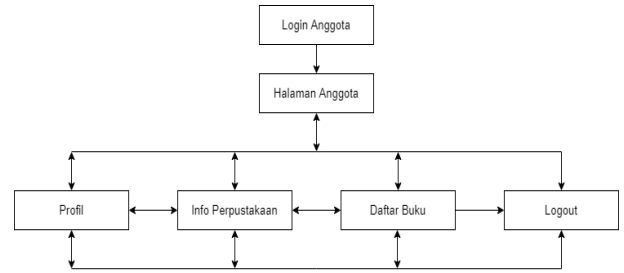 Login Anggota
Halaman Anggota
Profil
Info Perpustakaan
Daftar Buku
Logout